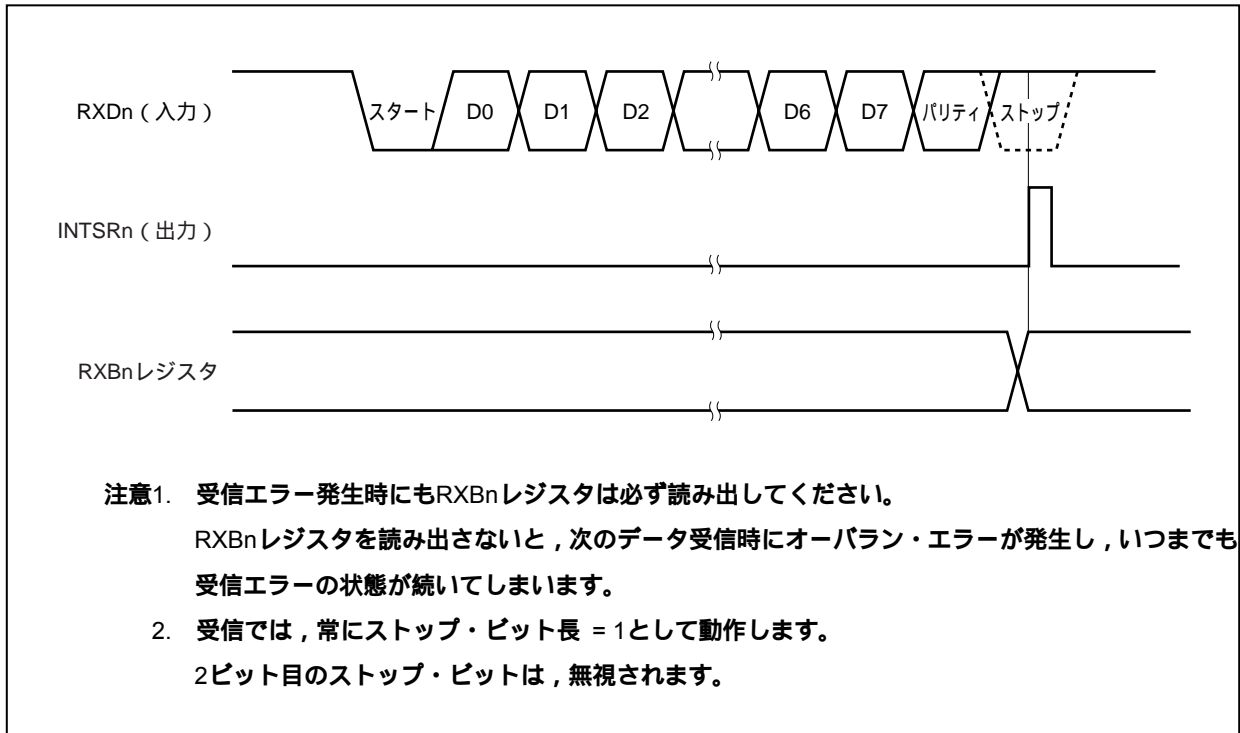 RXDn（入力）
スタート D0 D1 D2 D6 D7 パリティ ストップ
INTSRn（出力）
RXBnレジスタ
注意1. 受信エラー発生時にもRXBnレジスタは必ず読み出してください。
RXBnレジスタを読み出さないと，次のデータ受信時にオーバラン・エラーが発生し，いつまでも
受信エラーの状態が続いてしまいます。
2. 受信では，常にストップ・ビット長 = 1として動作します。
2ビット目のストップ・ビットは，無視されます。